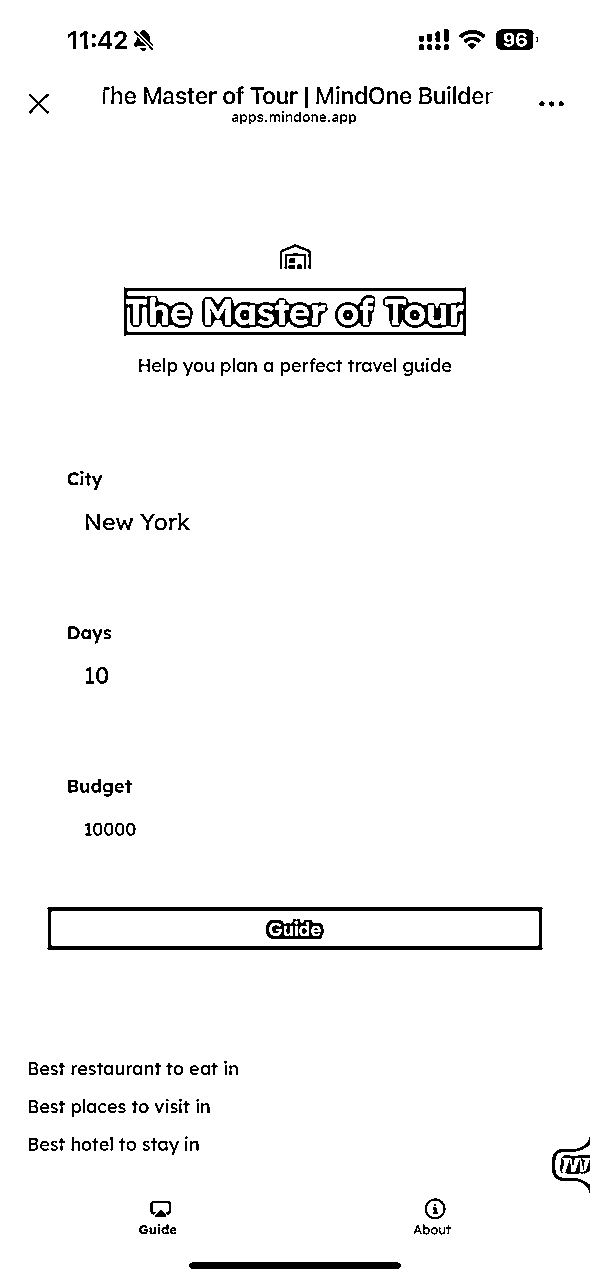 11:42
96
The Master of Tour | MindOne Builder
apps.mindone.app
The Master of Tour
Help you plan a perfect travel guide
City
New York
Days
10
Budget
10000
Guide
Best restaurant to eat in
Best places to visit in
Best hotel to stay in
Guide
About